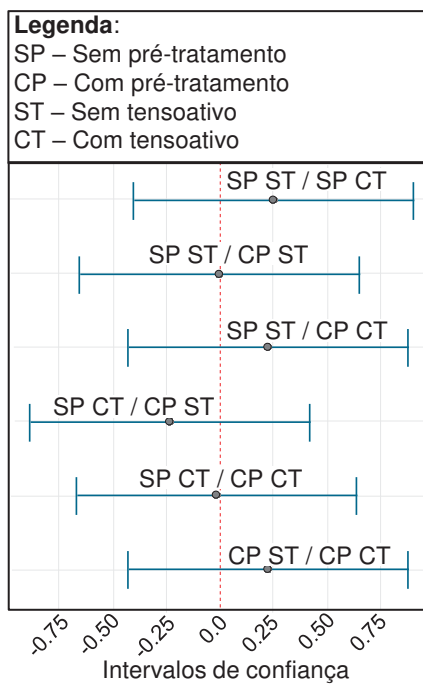 Legenda:
SP – Sem pré-tratamento
CP – Com pré-tratamento
ST – Sem tensoativo
CT – Com tensoativo
SP ST / SP CT
SP ST / CP ST
SP ST / CP CT
SP CT / CP ST
SP CT / CP CT
CP ST / CP CT
-0.75 -0.50 -0.25 0.0 0.25 0.50 0.75
Intervalos de confiança